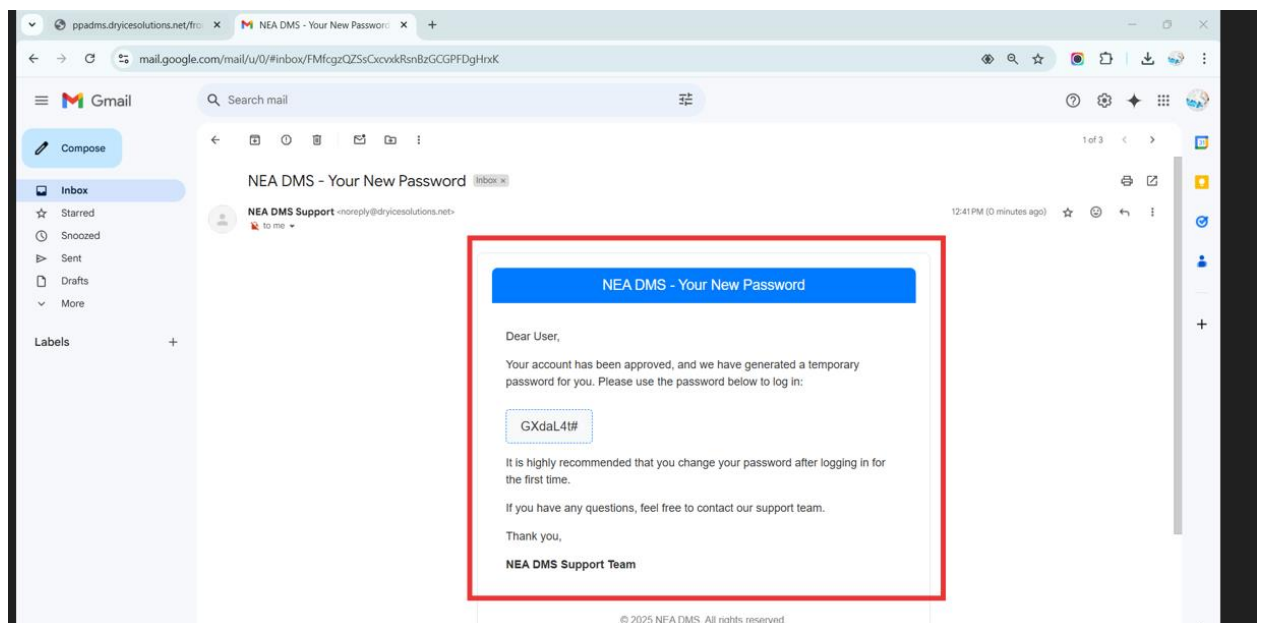 ppadms.dryicesolutions.net/fro
NEA DMS - Your New Password
mail.google.com/mail/u/0/#inbox/FMfcgzQZSsCxcvxkRsnBzGCGPFDgHrxK
Gmail
Search mail
Compose
1 of 3
Inbox
Starred
Snoozed
Sent
Drafts
More
Labels
NEA DMS - Your New Password Inbox x
NEA DMS Support <noreply@dryicesolutions.net>
12:41 PM (0 minutes ago)
to me
NEA DMS - Your New Password
Dear User,
Your account has been approved, and we have generated a temporary
password for you. Please use the password below to log in:
GXdaL4t#
It is highly recommended that you change your password after logging in for
the first time.
If you have any questions, feel free to contact our support team.
Thank you,
NEA DMS Support Team
© 2025 NEA DMS. All rights reserved